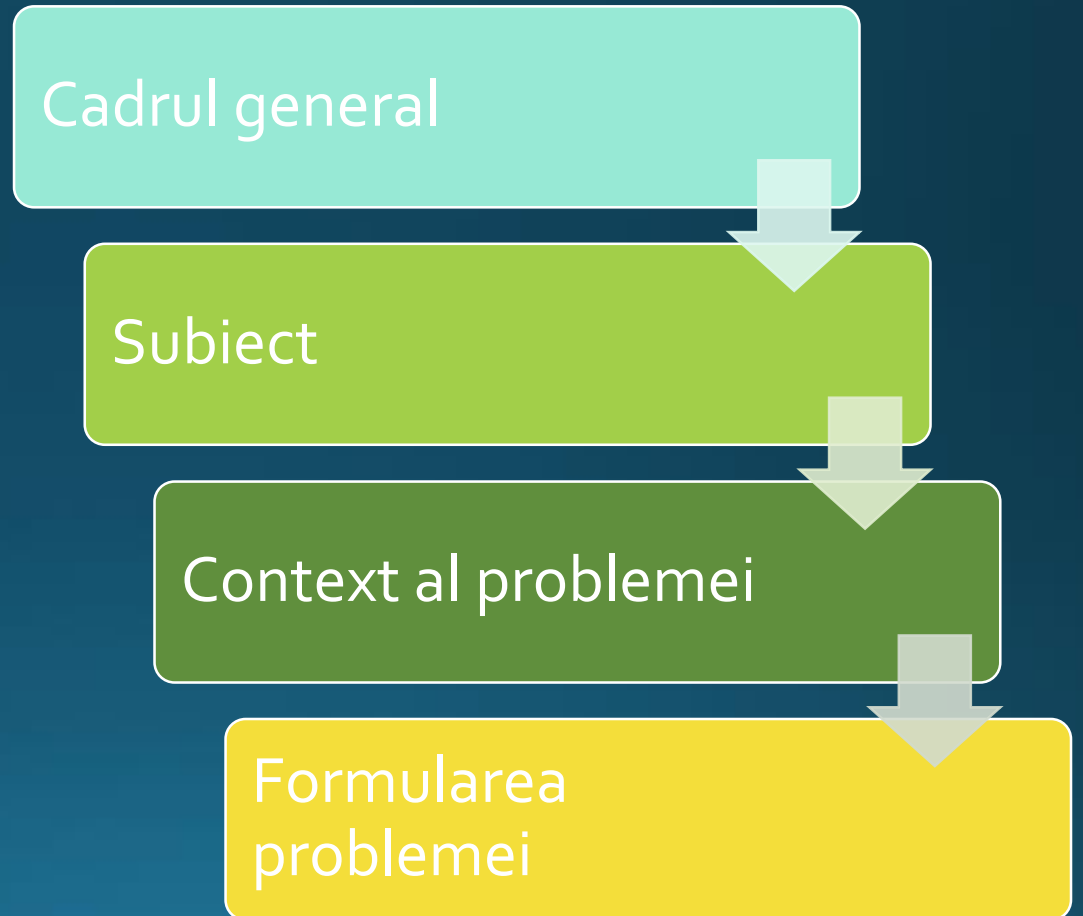 Cadrul general
Subiect
Context al problemei
Formularea
problemei